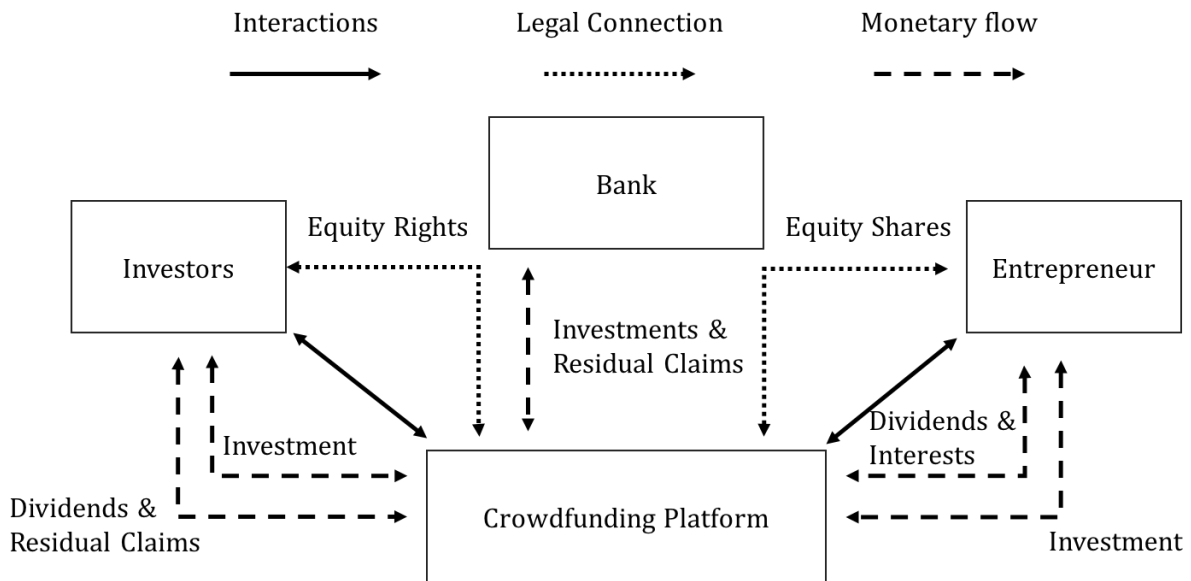 Interactions
Legal Connection
Monetary flow
Bank
Equity Rights
Equity Shares
Investors
Entrepreneur
Investments &
Residual Claims
Dividends &
Interests
Investment
Dividends &
Residual Claims
Crowdfunding Platform
Investment